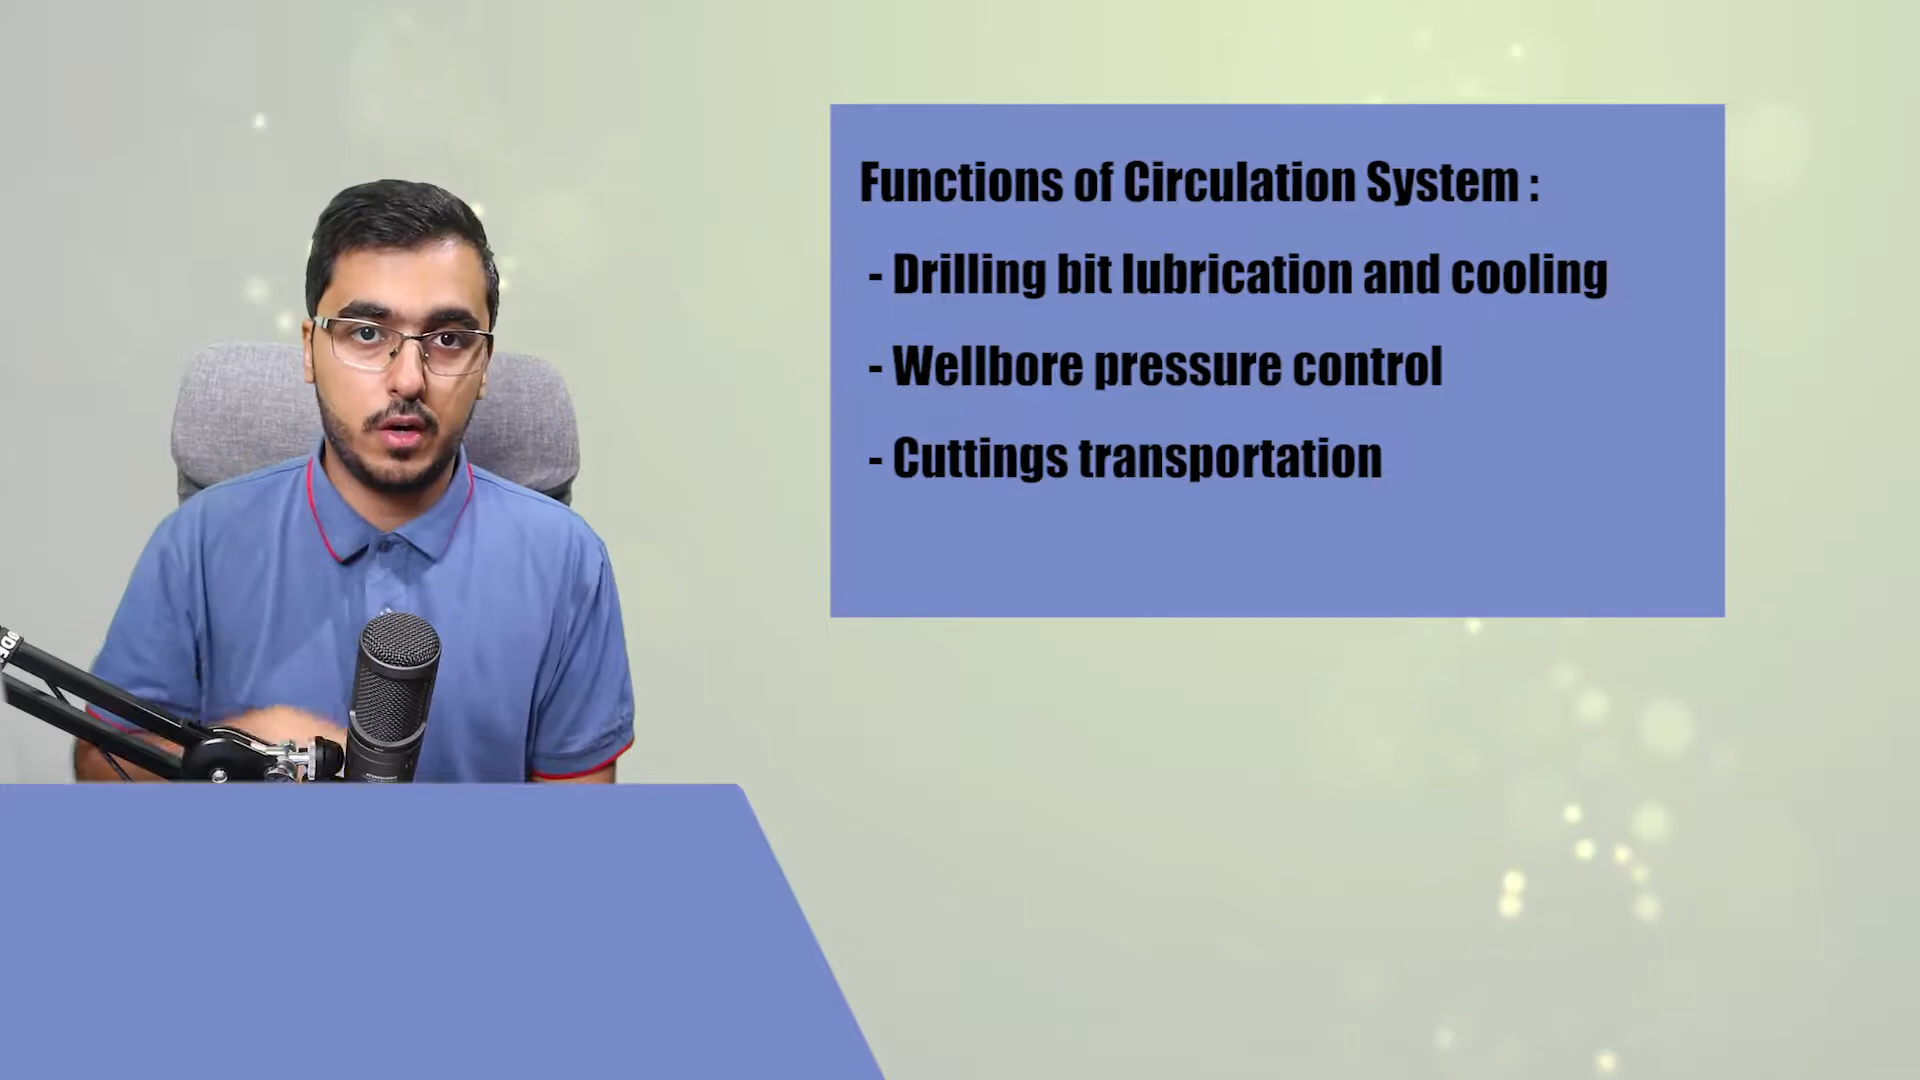 Functions of Circulation System :
- Drilling bit lubrication and cooling
- Wellbore pressure control
- Cuttings transportation